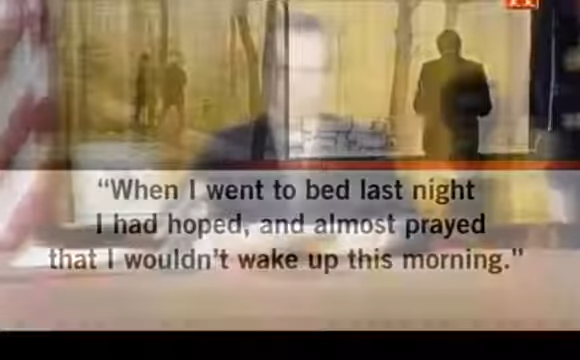 “When I went to bed last night
I had hoped, and almost prayed
that I wouldn't wake up this morning.”